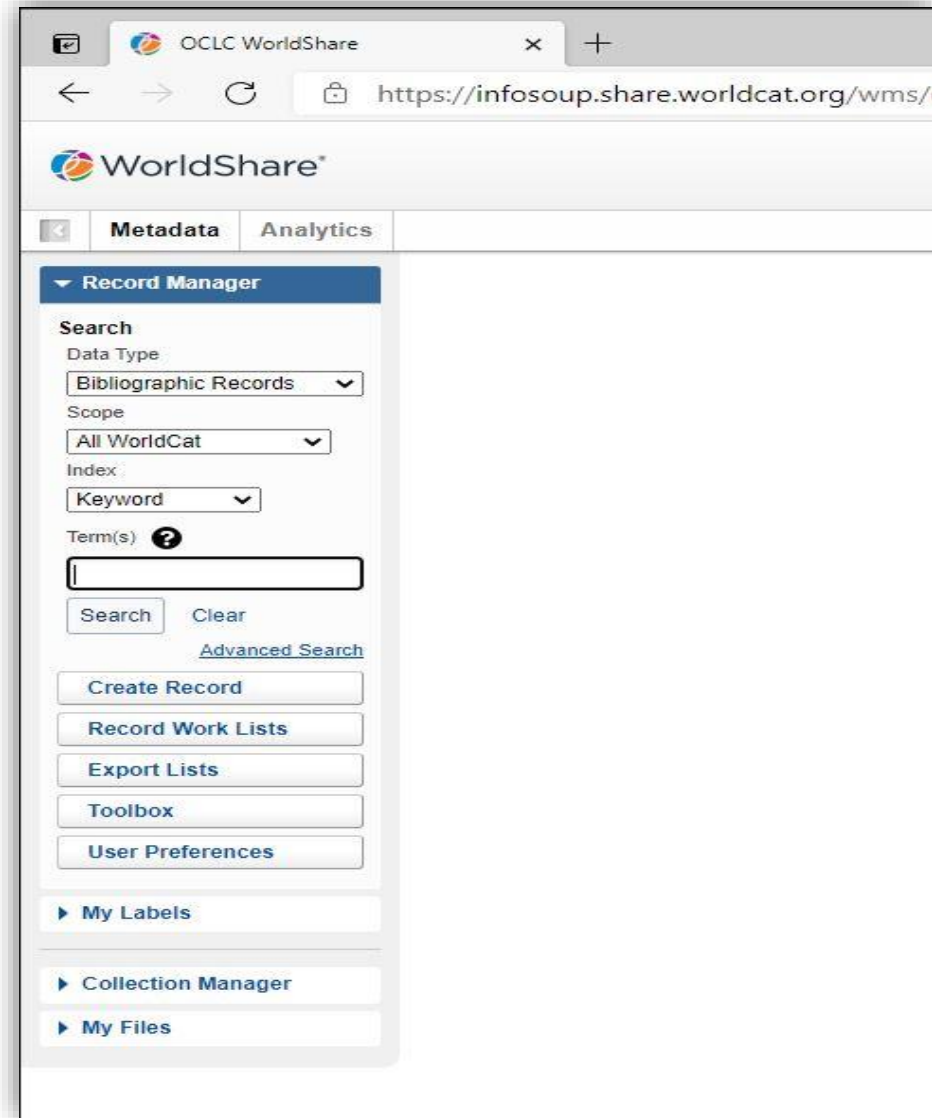 OCLC WorldShare
https://infosoup.share.worldcat.org/wms/
WorldShare®
Metadata Analytics
Record Manager
Search
Data Type
Bibliographic Records
Scope
All WorldCat
Index
Keyword
Term(s) ?
Search Clear
Advanced Search
Create Record
Record Work Lists
Export Lists
Toolbox
User Preferences
My Labels
Collection Manager
My Files